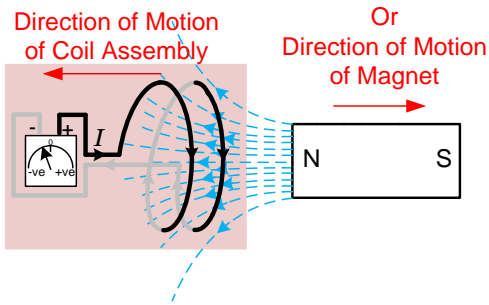 Direction of Motion
of Coil Assembly
Or
Direction of Motion
of Magnet
- +
I
0
-ve +ve
N S